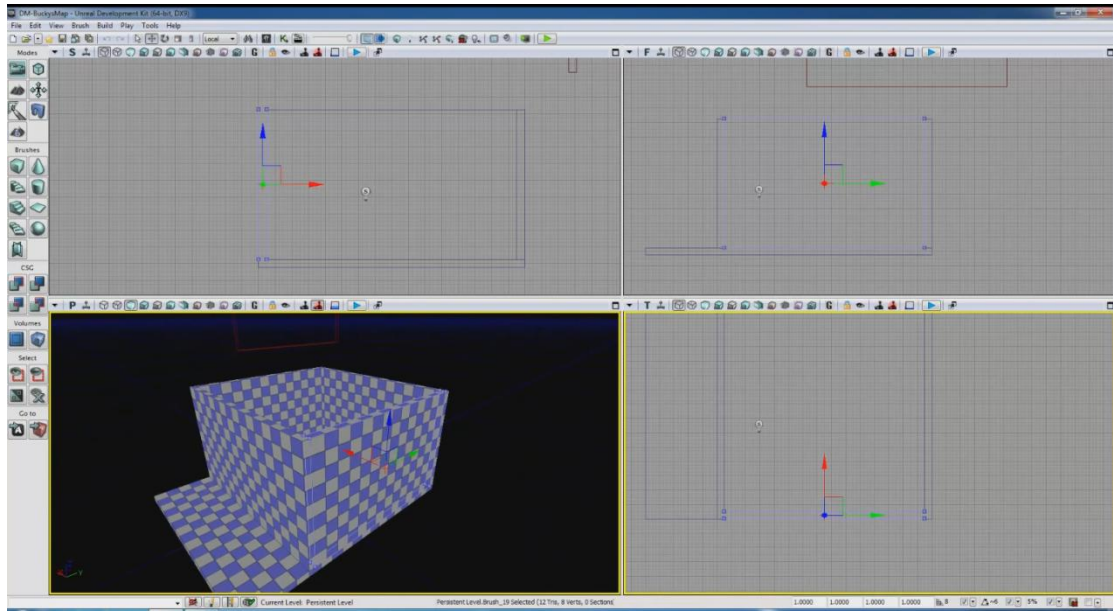 DM-BuckysMap - Unreal Development Kit (64-bit, DX9)
File Edit View Brush Build Play Tools Help
Local
Modes
S
G
F
G
Brushes
CSG
P
G
T
G
Volumes
Select
Go to
Current Level: Persistent Level
Persistent Level.Brush_19 Selected (12 Tris, 8 Verts, 0 Sections)
1.0000 1.0000 1.0000 1.0000
8
5%